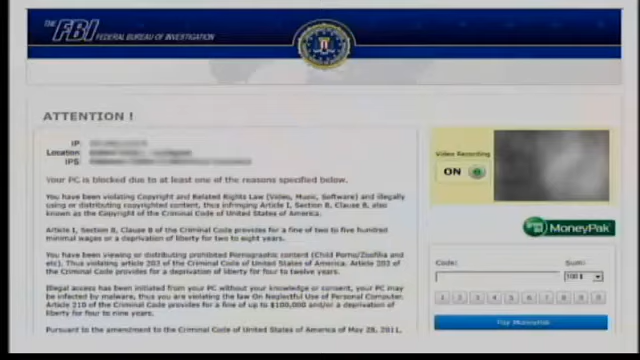 THE FBI FEDERAL BUREAU OF INVESTIGATION
ATTENTION !
IP:
Location:
IPS:
Your PC is blocked due to at least one of the reasons specified below.
You have been violating Copyright and Related Rights Law (Video, Music, Software) and illegally
using or distributing copyrighted content, thus infringing Article I, Section 8, Clause 8, also
known as the Copyright of the Criminal Code of United States of America.
Article I, Section 8, Clause 8 of the Criminal Code provides for a fine of two to five hundred
minimal wages or a deprivation of liberty for two to eight years.
You have been viewing or distributing prohibited Pornographic content (Child Porno/Zoofilia and
etc). Thus violating article 202 of the Criminal Code of United States of America. Article 202 of
the Criminal Code provides for a deprivation of liberty for four to twelve years.
Illegal access has been initiated from your PC without your knowledge or consent, your PC may
be infected by malware, thus you are violating the law On Neglectful Use of Personal Computer.
Article 210 of the Criminal Code provides for a fine of up to $100,000 and/or a deprivation of
liberty for four to nine years.
Pursuant to the amendment to the Criminal Code of United States of America of May 28, 2011,
Video Recording
ON
MoneyPak
Code: Sum:
100 $
1 2 3 4 5 6 7 8 9 0
Pay MoneyPak